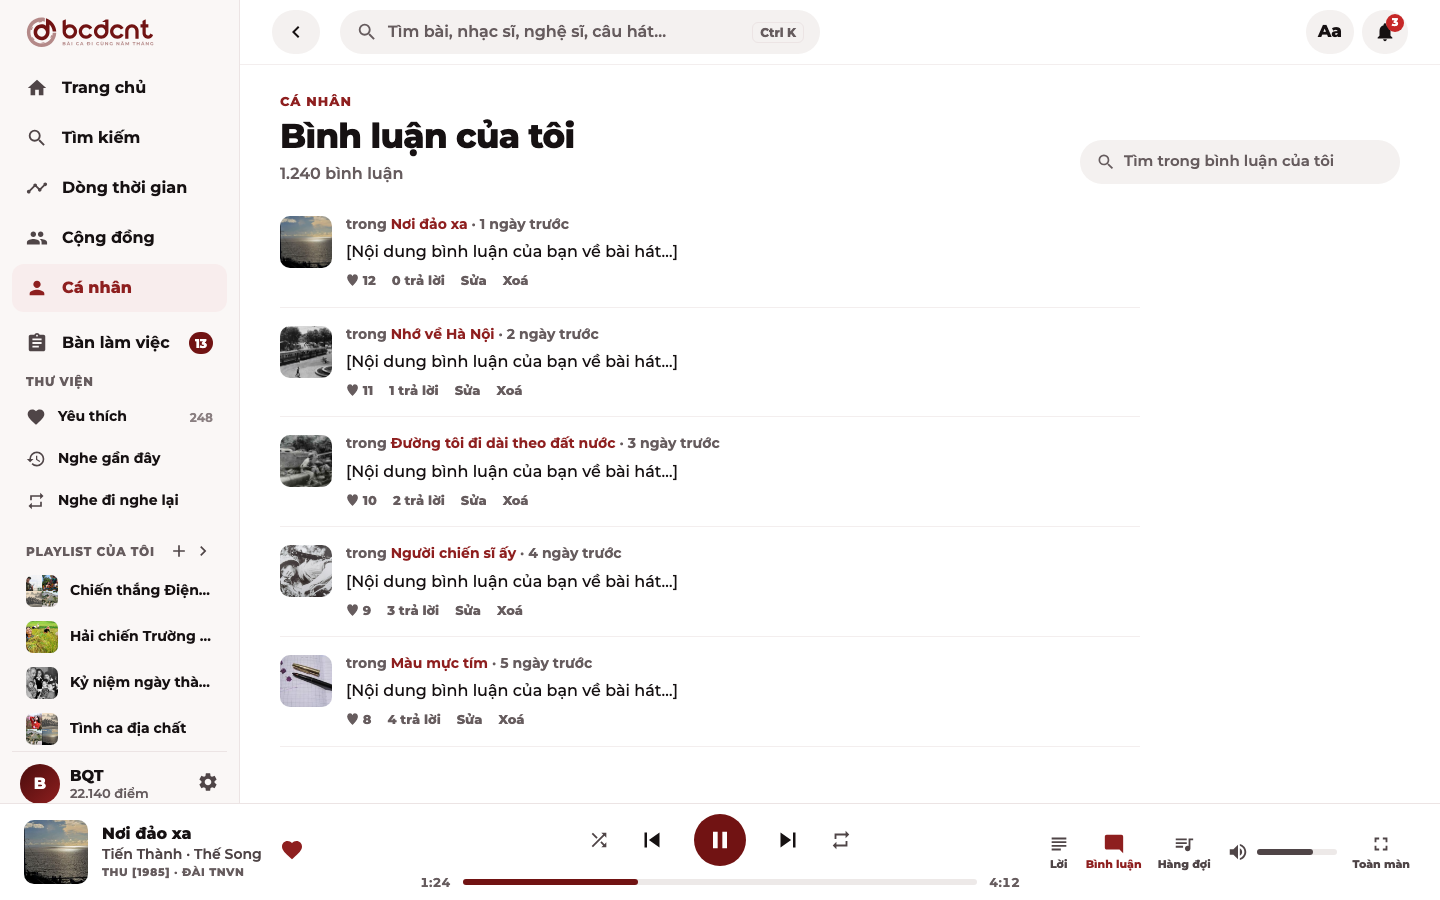 bcdcnt
BÀI CA ĐI CÙNG NĂM THÁNG
Trang chủ
Tìm kiếm
Dòng thời gian
Cộng đồng
Cá nhân
Bàn làm việc 13
THƯ VIỆN
Yêu thích 248
Nghe gần đây
Nghe đi nghe lại
PLAYLIST CỦA TÔI
Chiến thắng Điện...
Hải chiến Trường ...
Kỷ niệm ngày thà...
Tình ca địa chất
B
BQT
22.140 điểm
Tìm bài, nhạc sĩ, nghệ sĩ, câu hát... Ctrl K
Aa
3
CÁ NHÂN
Bình luận của tôi
1.240 bình luận
Tìm trong bình luận của tôi
trong Nơi đảo xa · 1 ngày trước
[Nội dung bình luận của bạn về bài hát...]
12 0 trả lời Sửa Xoá
trong Nhớ về Hà Nội · 2 ngày trước
[Nội dung bình luận của bạn về bài hát...]
11 1 trả lời Sửa Xoá
trong Đường tôi đi dài theo đất nước · 3 ngày trước
[Nội dung bình luận của bạn về bài hát...]
10 2 trả lời Sửa Xoá
trong Người chiến sĩ ấy · 4 ngày trước
[Nội dung bình luận của bạn về bài hát...]
9 3 trả lời Sửa Xoá
trong Màu mực tím · 5 ngày trước
[Nội dung bình luận của bạn về bài hát...]
8 4 trả lời Sửa Xoá
Nơi đảo xa
Tiến Thành · Thế Song
THU [1985] · ĐÀI TNVN
1:24
4:12
Lời
Bình luận
Hàng đợi
Toàn màn